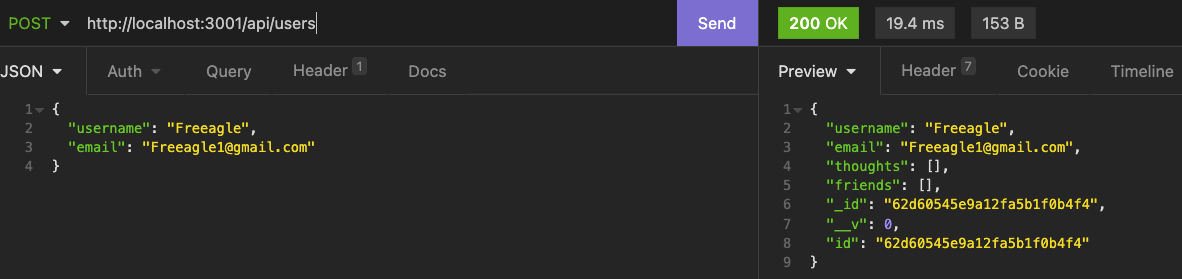 POST http://localhost:3001/api/users Send 200 OK 19.4 ms 153 B
JSON Auth Query Header 1 Docs
1 {
2 "username": "Freeagle",
3 "email": "Freeagle1@gmail.com"
4 }
Preview Header 7 Cookie Timeline
1 {
2 "username": "Freeagle",
3 "email": "Freeagle1@gmail.com",
4 "thoughts": [],
5 "friends": [],
6 "_id": "62d60545e9a12fa5b1f0b4f4",
7 "__v": 0,
8 "id": "62d60545e9a12fa5b1f0b4f4"
9 }